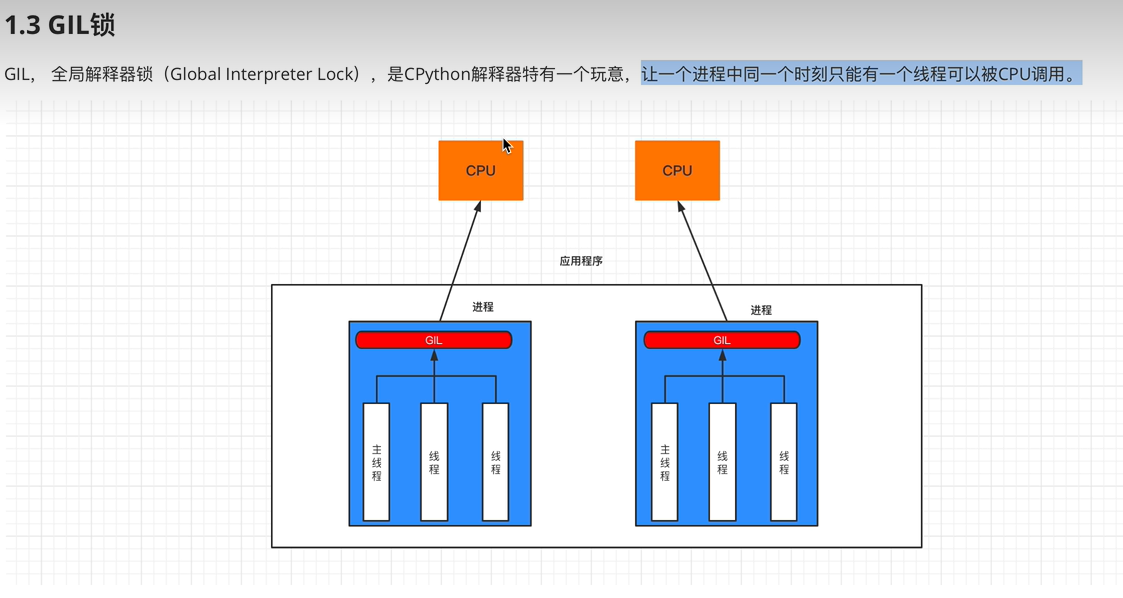 1.3 GIL锁
GIL， 全局解释器锁（Global Interpreter Lock），是CPython解释器特有一个玩意，让一个进程中同一个时刻只能有一个线程可以被CPU调用。
CPU
CPU
应用程序
进程
进程
GIL
GIL
主线程
线程
线程
主线程
线程
线程